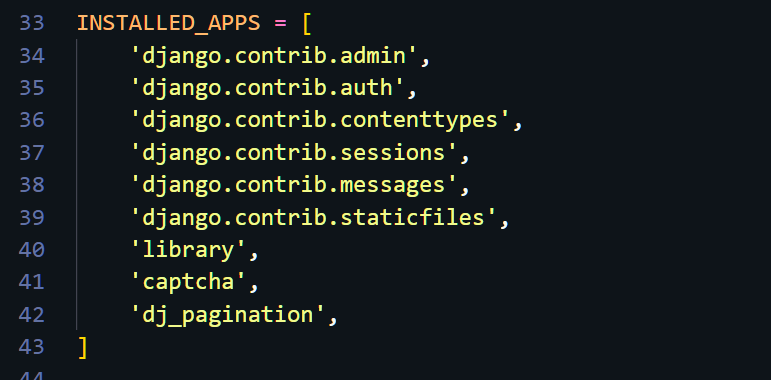 33 INSTALLED_APPS = [
34     'django.contrib.admin',
35     'django.contrib.auth',
36     'django.contrib.contenttypes',
37     'django.contrib.sessions',
38     'django.contrib.messages',
39     'django.contrib.staticfiles',
40     'library',
41     'captcha',
42     'dj_pagination',
43 ]
44